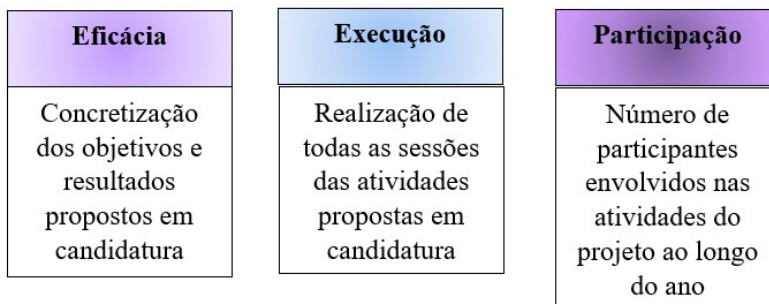 Eficácia
Concretização
dos objetivos e
resultados
propostos em
candidatura
Execução
Realização de
todas as sessões
das atividades
propostas em
candidatura
Participação
Número de
participantes
envolvidos nas
atividades do
projeto ao longo
do ano